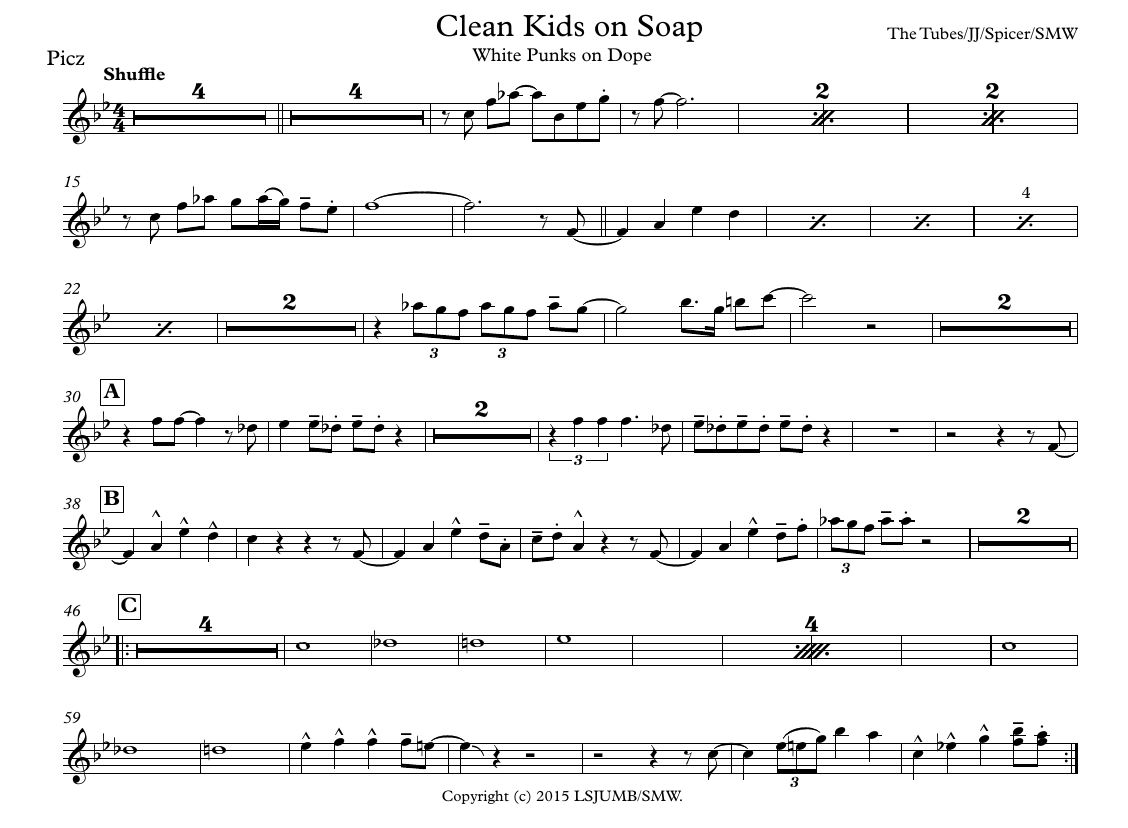 Clean Kids on Soap
The Tubes/JJ/Spicer/SMW
White Punks on Dope
Picz
Shuffle
4 4 2 2
4
4
15
4
22
2 2
3 3
30 A
2
3
38 B
2
3
46 C
4 4
59
3
Copyright (c) 2015 LSJUMB/SMW.